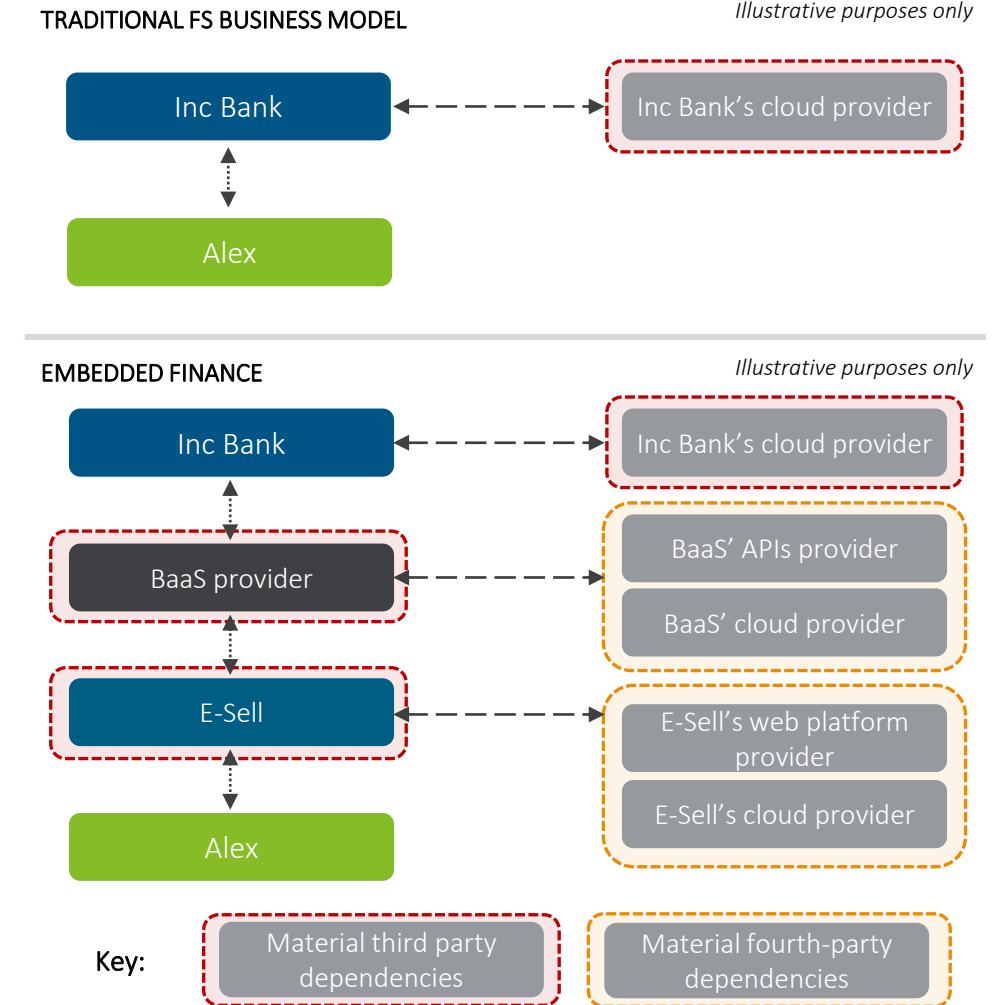 TRADITIONAL FS BUSINESS MODEL
Illustrative purposes only
Inc Bank
Inc Bank’s cloud provider
Alex
EMBEDDED FINANCE
Illustrative purposes only
Inc Bank
Inc Bank’s cloud provider
BaaS provider
BaaS’ APIs provider
BaaS’ cloud provider
E-Sell
E-Sell’s web platform
provider
E-Sell’s cloud provider
Alex
Key:
Material third party
dependencies
Material fourth-party
dependencies